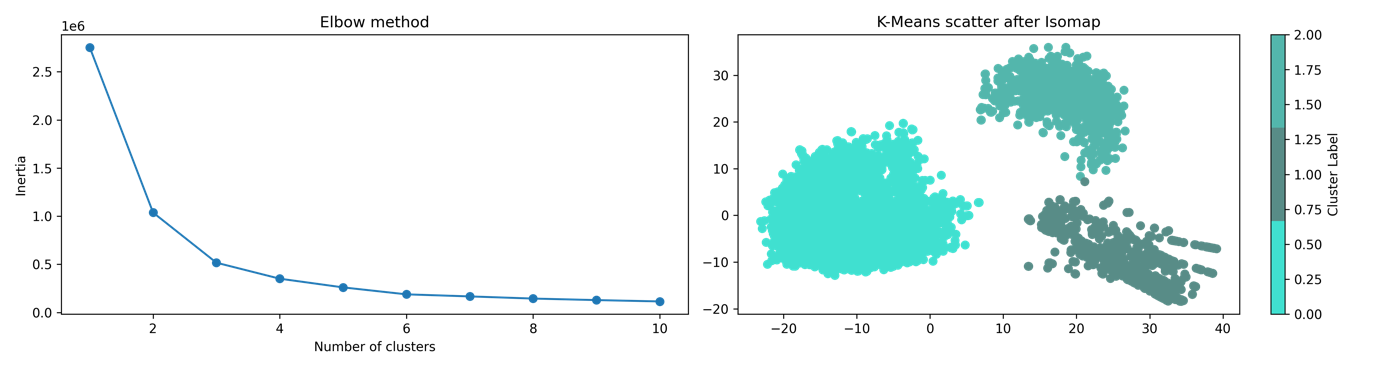 Elbow method
1e6
2.5
2.0
1.5
1.0
0.5
0.0
Inertia
2 4 6 8 10
Number of clusters
K-Means scatter after Isomap
30
20
10
0
−10
−20
−20 −10 0 10 20 30 40
2.00
1.75
1.50
1.25
1.00
0.75
0.50
0.25
0.00
Cluster Label